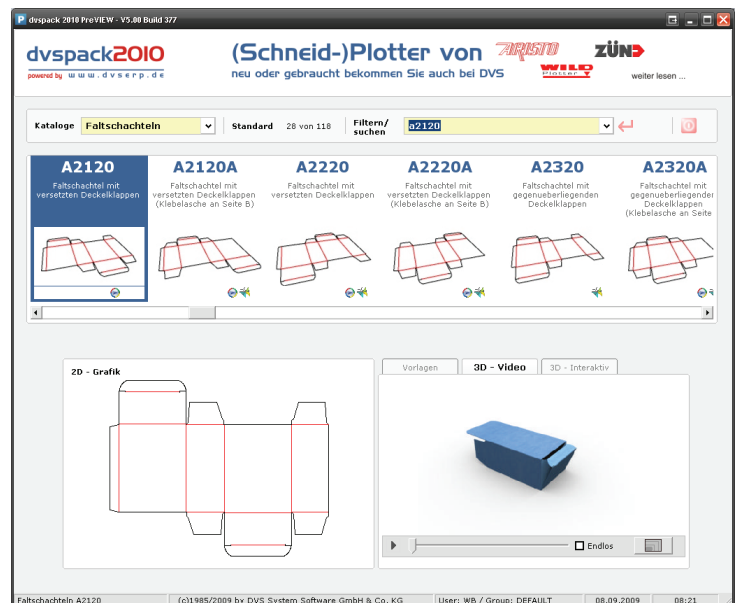 dvspack 2010 PreVIEW - V5.00 Build 377
dvspack2010
powered by www.dvserp.de
(Schneid-)Plotter von ARISTO ZÜND
WILD
Plotter
neu oder gebraucht bekommen Sie auch bei DVS
weiter lesen ...
Kataloge Faltschachteln Standard 28 von 118 Filtern/
suchen a2120
A2120 A2120A A2220 A2220A A2320 A2320A
Faltschachtel mit
versetzten Deckelklappen
Faltschachtel mit
versetzten Deckelklappen
(Klebelasche an Seite B)
Faltschachtel mit
versetzten Deckelklappen
Faltschachtel mit
versetzten Deckelklappen
(Klebelasche an Seite B)
Faltschachtel mit
gegenueberliegenden
Deckelklappen
Faltschachtel mit
gegenueberliegender
Deckelklappen
(Klebelasche an Seite
2D - Grafik
Vorlagen 3D - Video 3D - Interaktiv
Endlos
Faltschachteln A2120 (c)1985/2009 by DVS System Software GmbH & Co. KG User: WB / Group: DEFAULT 08.09.2009 08:21